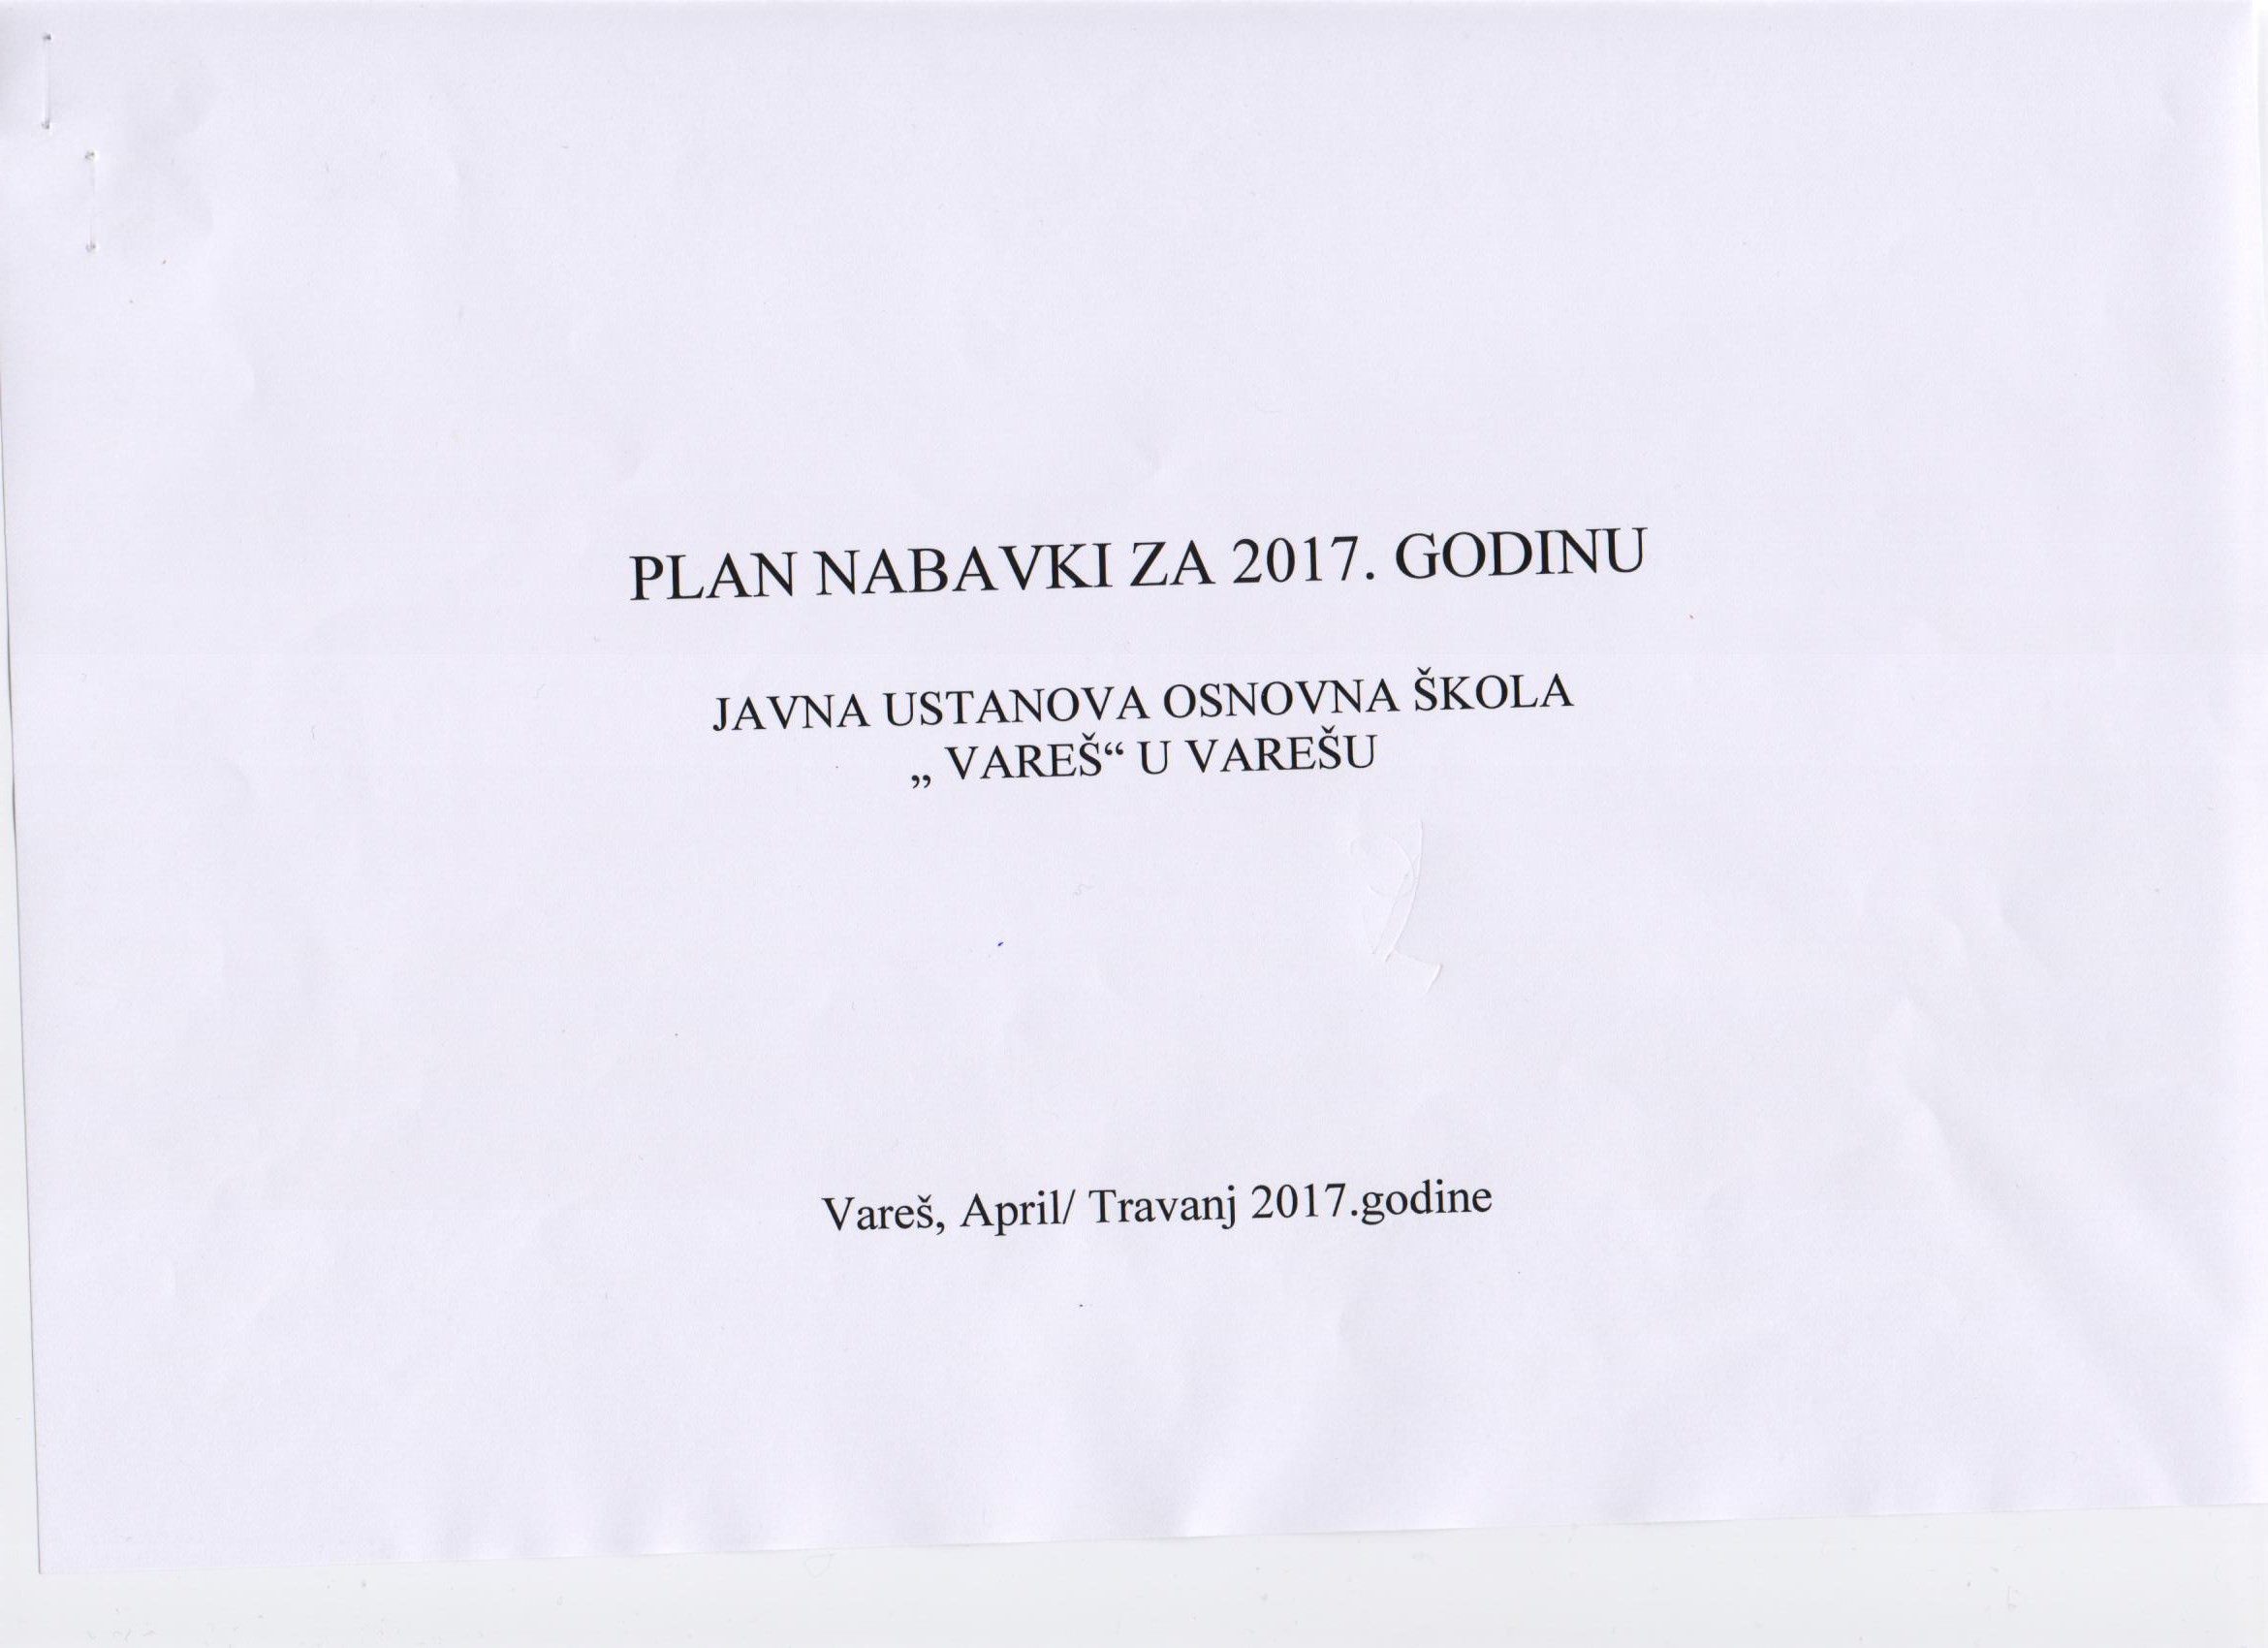 PLAN NABAVKI ZA 2017. GODINU
JAVNA USTANOVA OSNOVNA ŠKOLA
„ VAREŠ“ U VAREŠU
Vareš, April/ Travanj 2017.godine